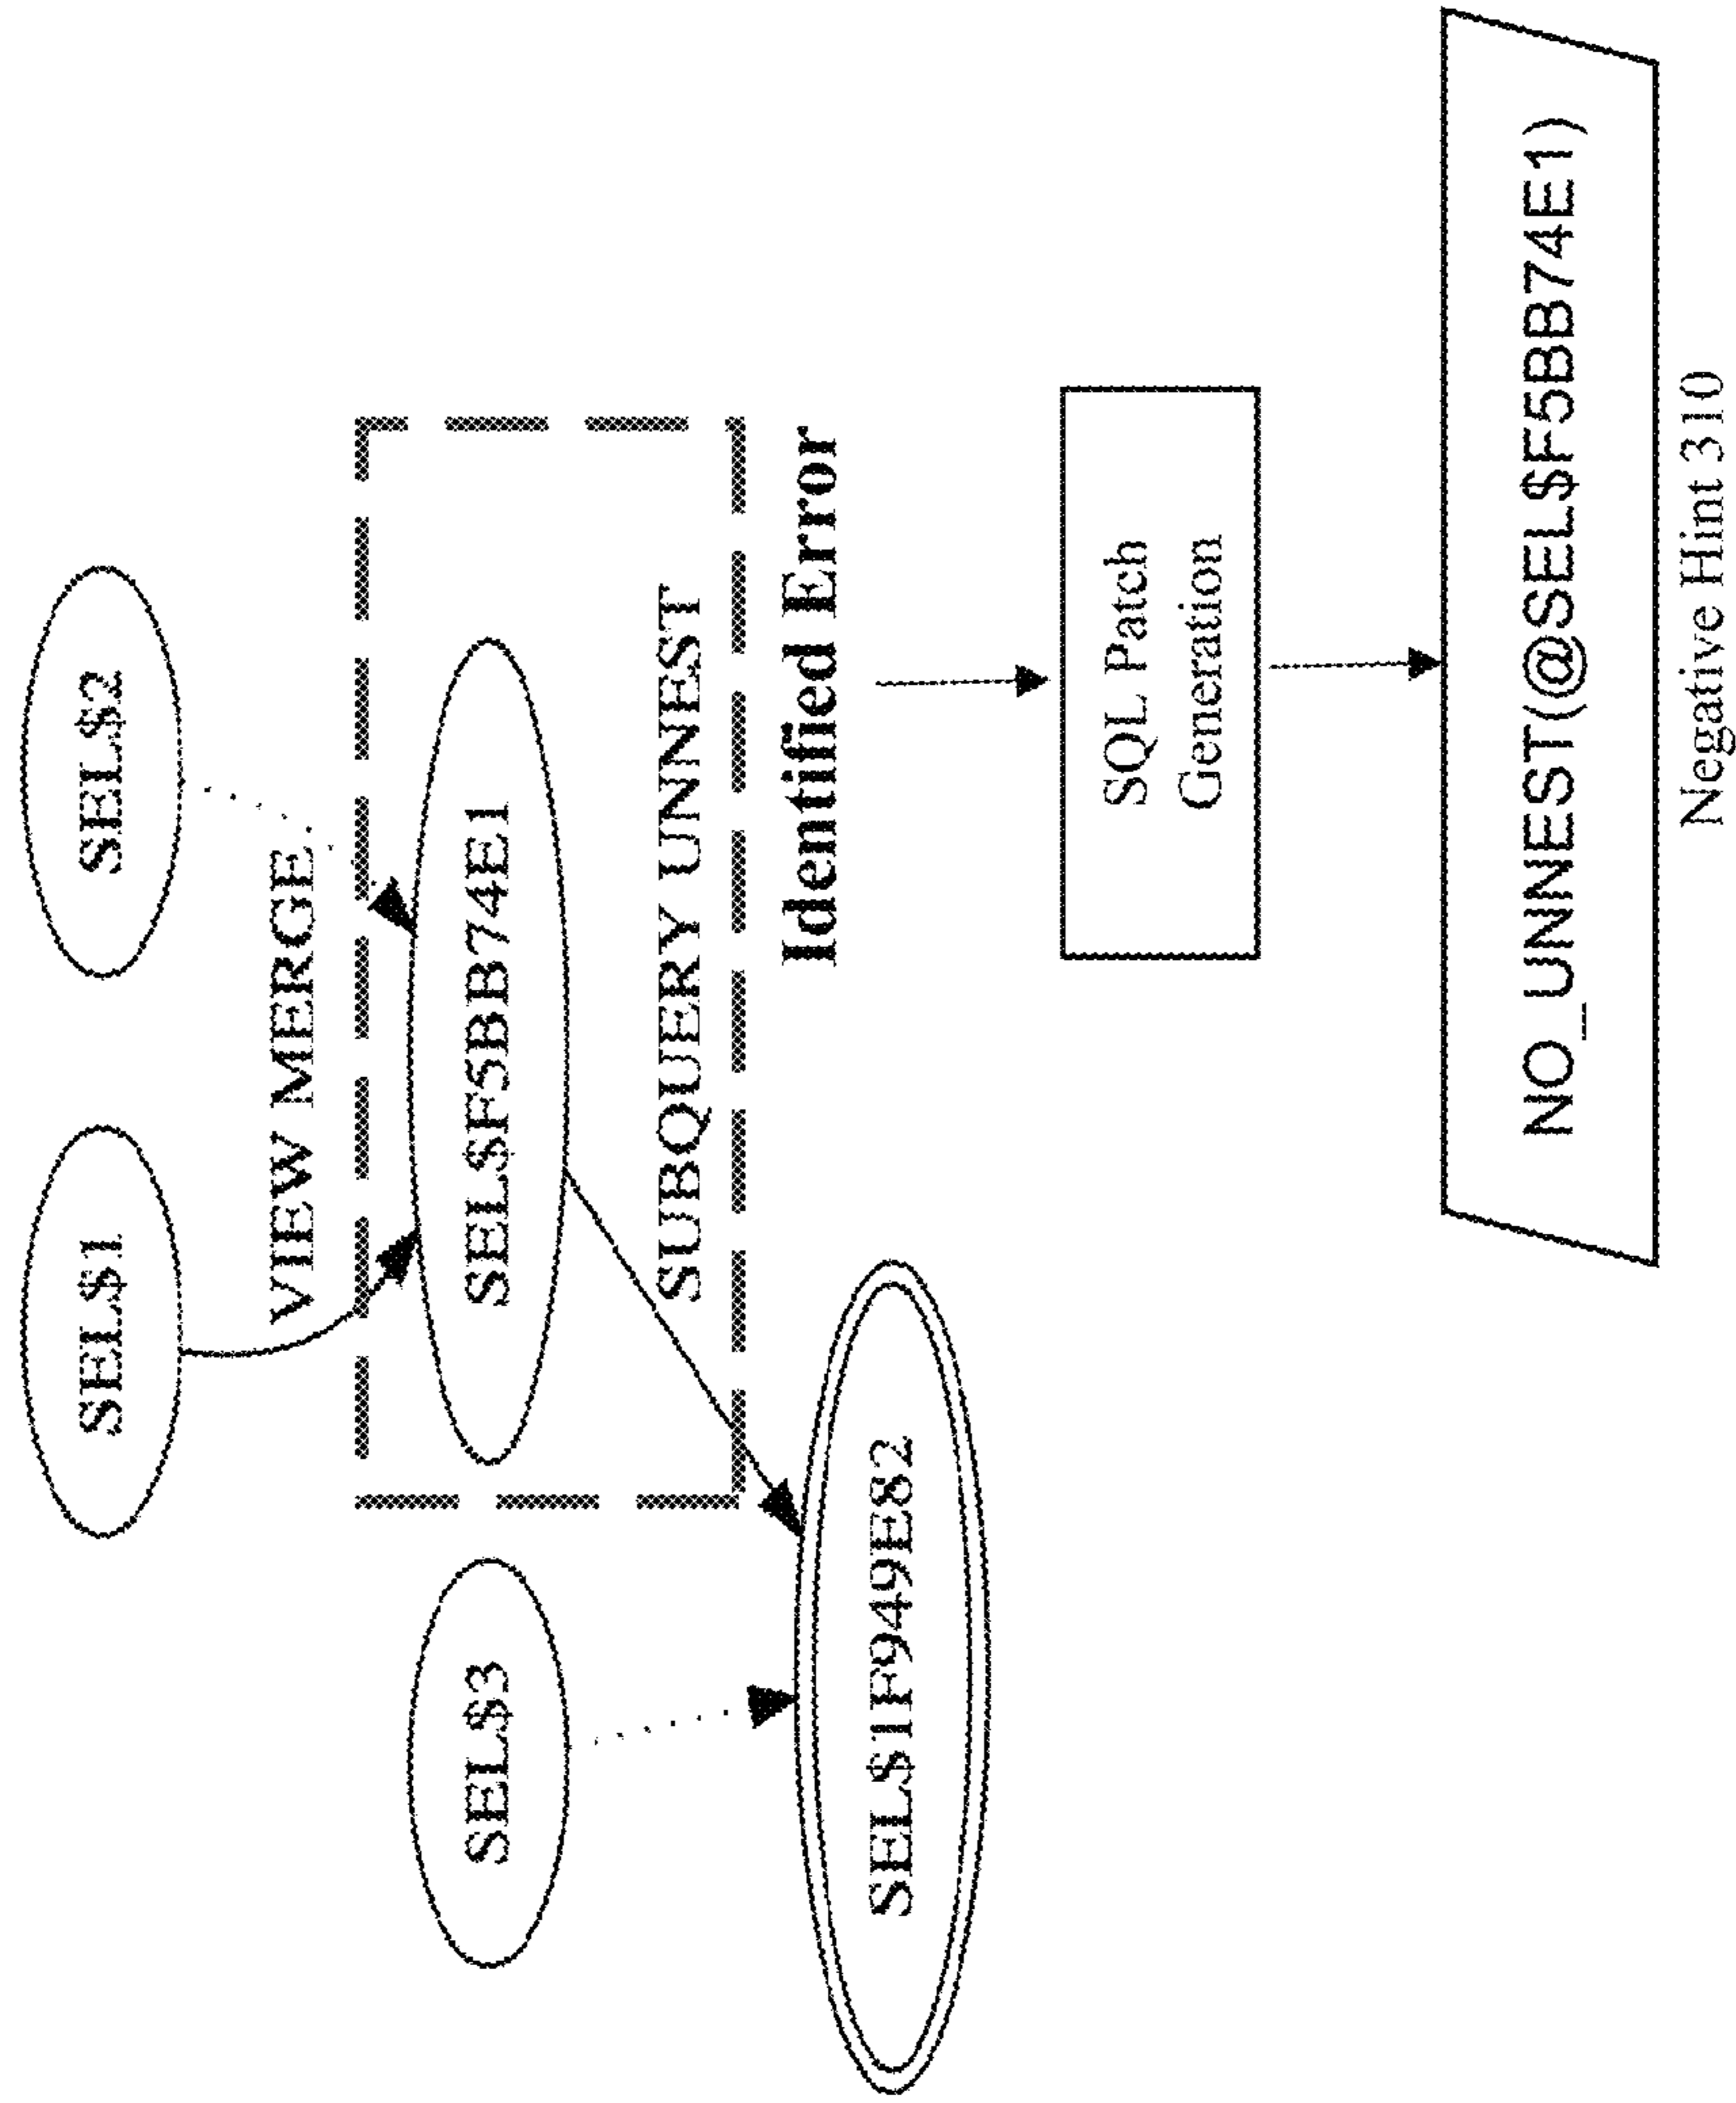 SEL$1
SEL$2
VIEW MERGE
SEL$3
SEL$F5BB74E1
SUBQUERY UNNEST
Identified Error
SEL$1F949E82
SQL Patch
Generation
NO_UNNEST(@SEL$F5BB74E1)
Negative Hint 310